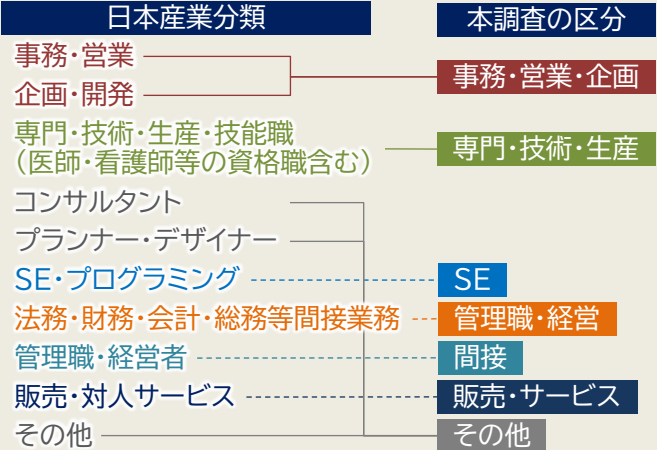 日本産業分類 本調査の区分
事務・営業
企画・開発
事務・営業・企画
専門・技術・生産・技能職
(医師・看護師等の資格職含む)
専門・技術・生産
コンサルタント
プランナー・デザイナー
SE・プログラミング SE
法務・財務・会計・総務等間接業務 管理職・経営
管理職・経営者 間接
販売・対人サービス 販売・サービス
その他 その他